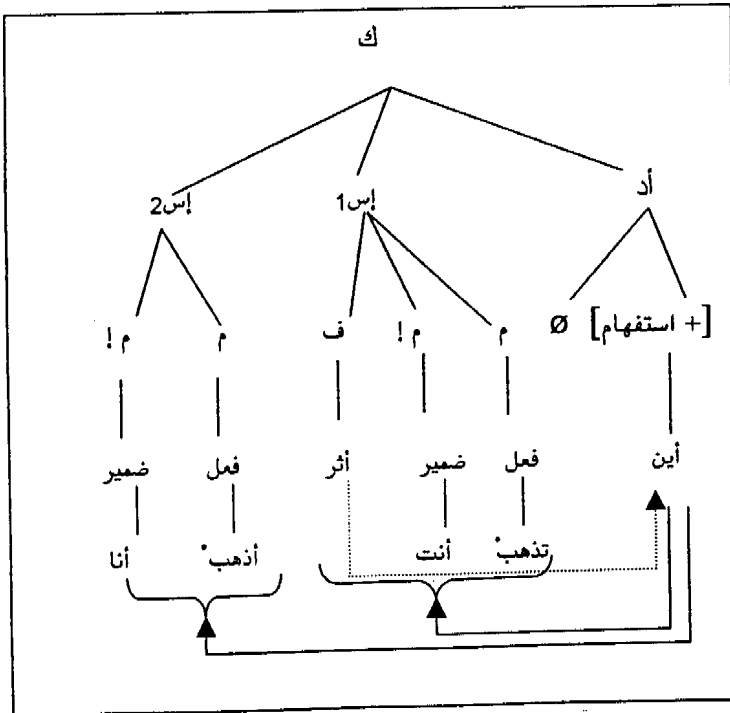 ك
أد إس1 إس2
[+ استفهام] Ø م م ! ف م م !
أين فعل ضمير أثر فعل ضمير
تذهب° أنت أذهب° أنا